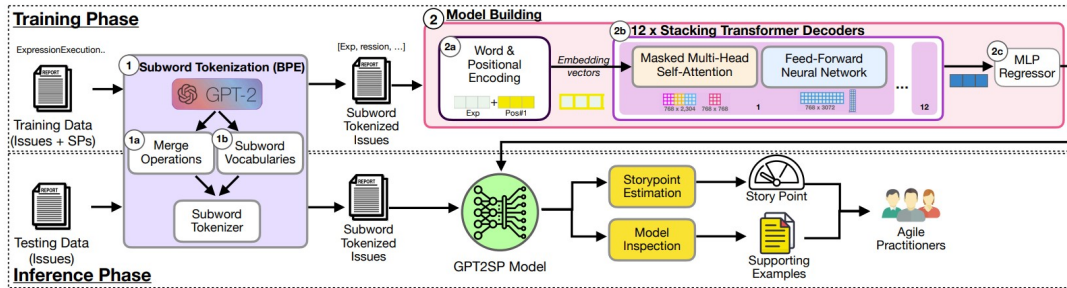 Training Phase
ExpressionExecution..
REPORT
Training Data
(Issues + SPs)
1 Subword Tokenization (BPE)
GPT-2
1a Merge
Operations
1b Subword
Vocabularies
Subword
Tokenizer
[Exp, ression, ...]
REPORT
Subword
Tokenized
Issues
2 Model Building
2a Word &
Positional
Encoding
+
Exp
Pos#1
Embedding
vectors
2b 12 x Stacking Transformer Decoders
Masked Multi-Head
Self-Attention
768 x 2,304
768 x 768
Feed-Forward
Neural Network
768 x 3072
1
...
12
2c
MLP
Regressor
REPORT
Testing Data
(Issues)
Inference Phase
REPORT
Subword
Tokenized
Issues
GPT2SP Model
Storypoint
Estimation
Story Point
Model
Inspection
Supporting
Examples
Agile
Practitioners